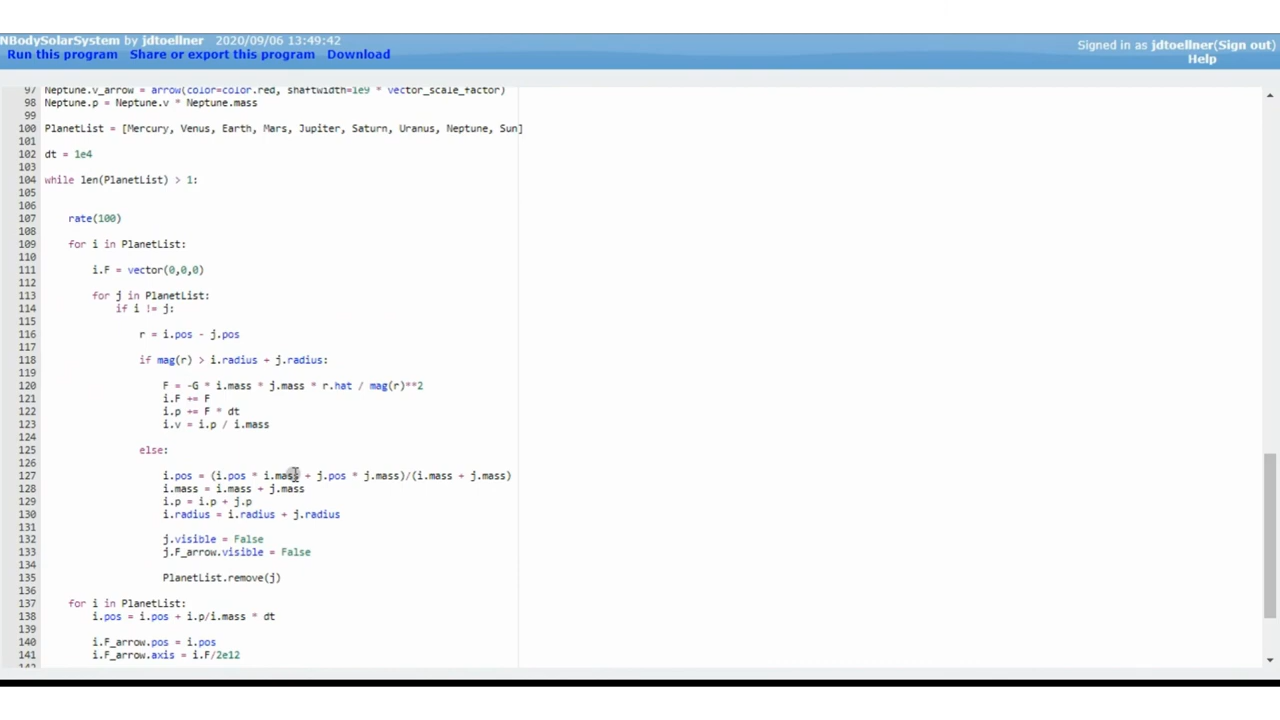 NBodySolarSystem by jdtoellner 2020/09/06 13:49:42
Signed in as jdtoellner(Sign out)
Run this program Share or export this program Download
Help
97 Neptune.v_arrow = arrow(color=color.red, shaftwidth=1e9 * vector_scale_factor)
98 Neptune.p = Neptune.v * Neptune.mass
99
100 PlanetList = [Mercury, Venus, Earth, Mars, Jupiter, Saturn, Uranus, Neptune, Sun]
101
102 dt = 1e4
103
104 while len(PlanetList) > 1:
105
106
107 rate(100)
108
109 for i in PlanetList:
110
111 i.F = vector(0,0,0)
112
113 for j in PlanetList:
114 if i != j:
115
116 r = i.pos - j.pos
117
118 if mag(r) > i.radius + j.radius:
119
120 F = -G * i.mass * j.mass * r.hat / mag(r)**2
121 i.F += F
122 i.p += F * dt
123 i.v = i.p / i.mass
124
125 else:
126
127 i.pos = (i.pos * i.mass + j.pos * j.mass)/(i.mass + j.mass)
128 i.mass = i.mass + j.mass
129 i.p = i.p + j.p
130 i.radius = i.radius + j.radius
131
132 j.visible = False
133 j.F_arrow.visible = False
134
135 PlanetList.remove(j)
136
137 for i in PlanetList:
138 i.pos = i.pos + i.p/i.mass * dt
139
140 i.F_arrow.pos = i.pos
141 i.F_arrow.axis = i.F/2e12